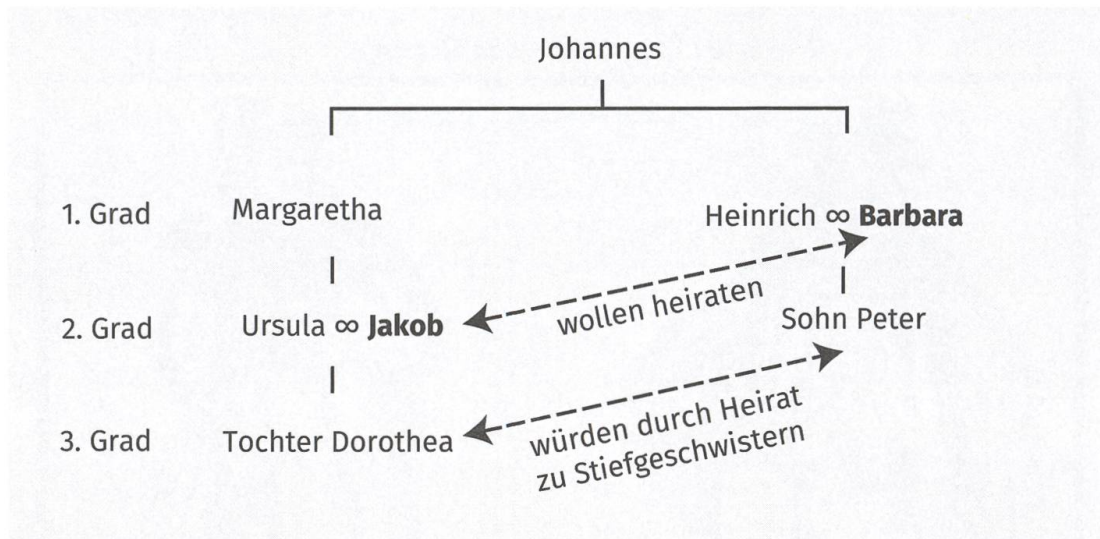 Johannes
1. Grad Margaretha Heinrich ∞ Barbara
wollen heiraten
2. Grad Ursula ∞ Jakob Sohn Peter
würden durch Heirat
zu Stiefgeschwistern
3. Grad Tochter Dorothea